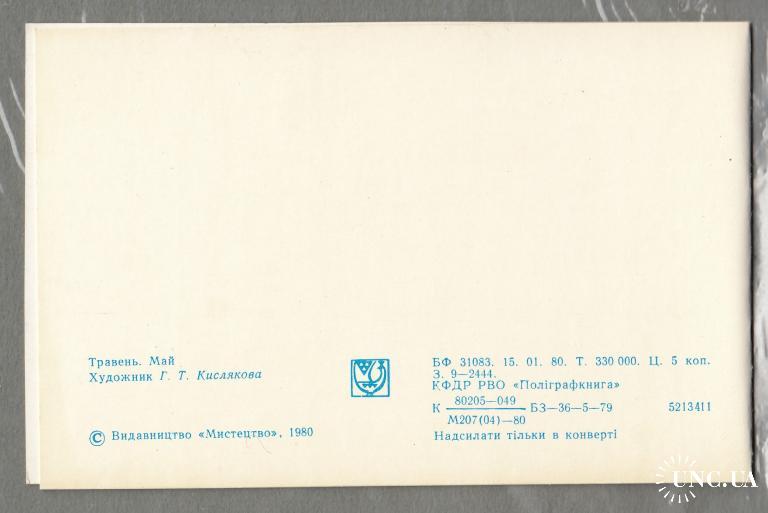 Травень. Май
Художник Г. Т. Кислякова
© Видавництво «Мистецтво», 1980
БФ 31083. 15. 01. 80. Т. 330 000. Ц. 5 коп.
З. 9—2444.
КФДР РВО «Поліграфкнига»
К 80205—049 БЗ—36—5—79 5213411
М207(04)—80
Надсилати тільки в конверті
UNC.UA